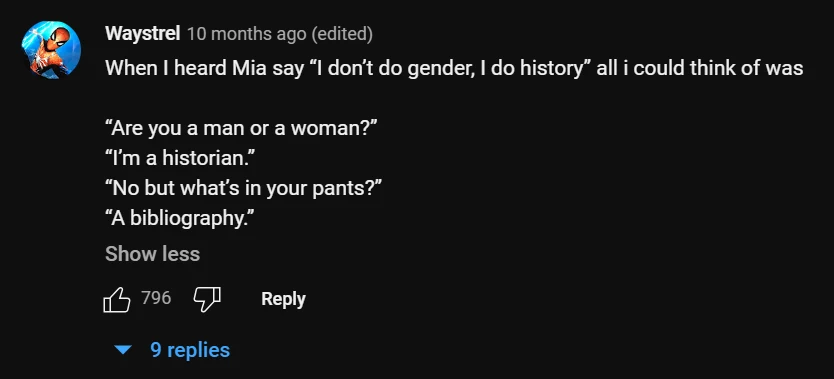 Waystrel 10 months ago (edited)
When I heard Mia say “I don’t do gender, I do history” all i could think of was
“Are you a man or a woman?”
“I’m a historian.”
“No but what’s in your pants?”
“A bibliography.”
Show less
796 Reply
9 replies